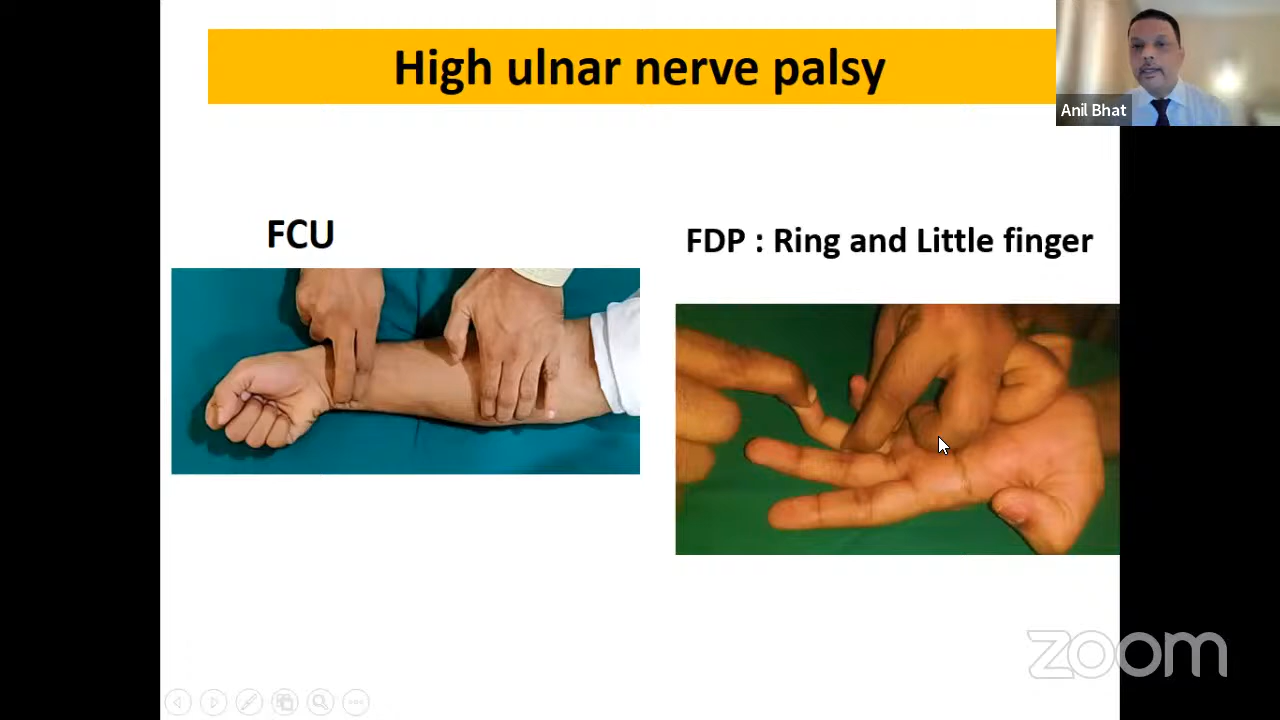 High ulnar nerve palsy
Anil Bhat
FCU
FDP : Ring and Little finger
zoom